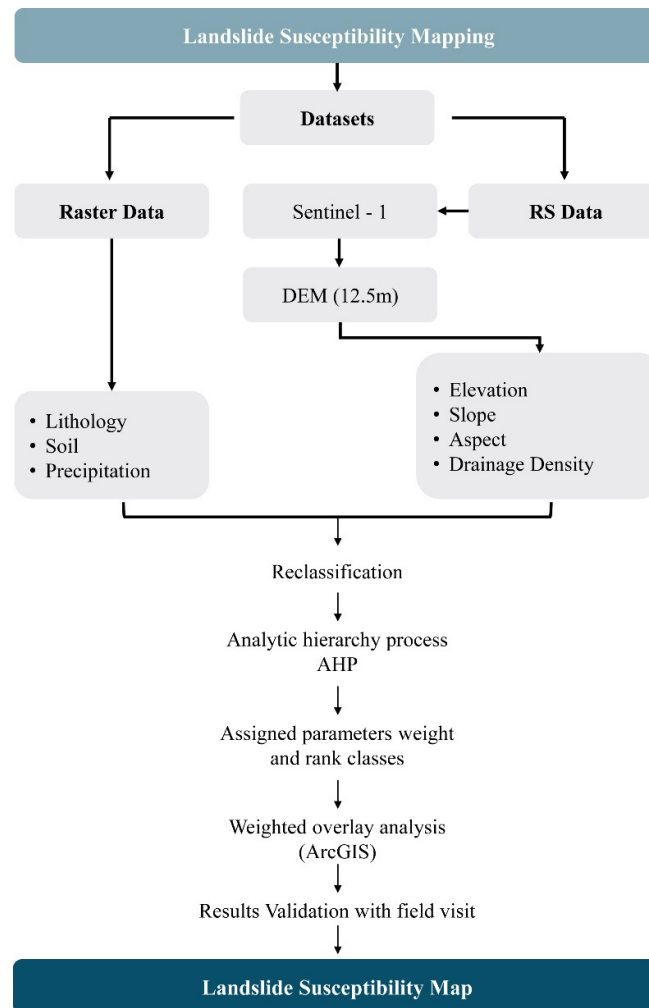 Landslide Susceptibility Mapping
Datasets
Raster Data
Sentinel - 1
RS Data
DEM (12.5m)
• Lithology
• Soil
• Precipitation
• Elevation
• Slope
• Aspect
• Drainage Density
Reclassification
Analytic hierarchy process
AHP
Assigned parameters weight
and rank classes
Weighted overlay analysis
(ArcGIS)
Results Validation with field visit
Landslide Susceptibility Map